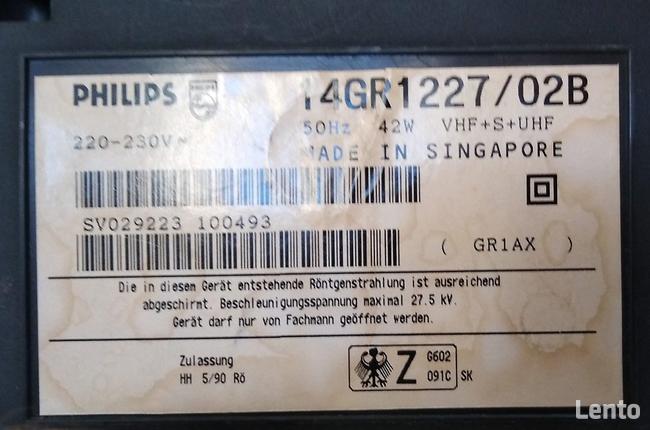 PHILIPS 14GR1227/02B
220-230V~ 50Hz 42W VHF+S+UHF
MADE IN SINGAPORE
SV029223 100493
( GR1AX )
Die in diesem Gerät entstehende Röntgenstrahlung ist ausreichend
abgeschirmt. Beschleunigungsspannung maximal 27.5 kV.
Gerät darf nur von Fachmann geöffnet werden.
Zulassung
HH 5/90 Rö
Z G602
091C SK
Lento